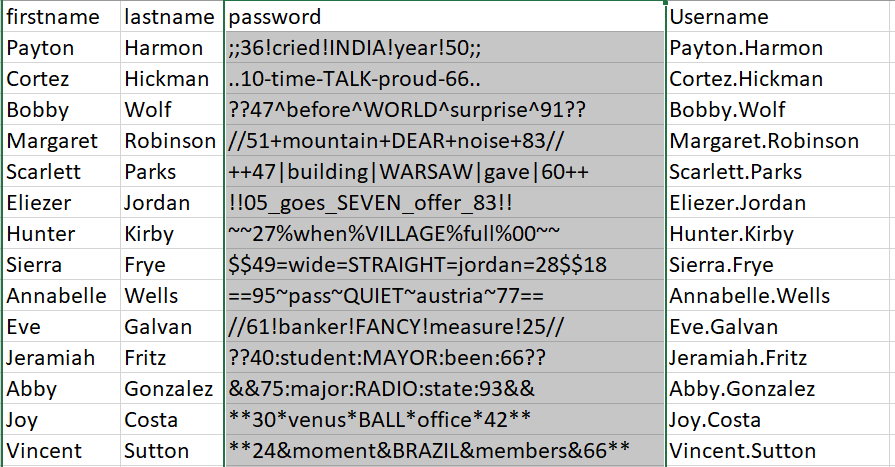 firstname lastname password Username
Payton Harmon ;;36!cried!INDIA!year!50;; Payton.Harmon
Cortez Hickman ..10-time-TALK-proud-66.. Cortez.Hickman
Bobby Wolf ??47^before^WORLD^surprise^91?? Bobby.Wolf
Margaret Robinson //51+mountain+DEAR+noise+83// Margaret.Robinson
Scarlett Parks ++47|building|WARSAW|gave|60++ Scarlett.Parks
Eliezer Jordan !!05_goes_SEVEN_offer_83!! Eliezer.Jordan
Hunter Kirby ~~27%when%VILLAGE%full%00~~ Hunter.Kirby
Sierra Frye $$49=wide=STRAIGHT=jordan=28$$18 Sierra.Frye
Annabelle Wells ==95~pass~QUIET~austria~77== Annabelle.Wells
Eve Galvan //61!banker!FANCY!measure!25// Eve.Galvan
Jeramiah Fritz ??40:student:MAYOR:been:66?? Jeramiah.Fritz
Abby Gonzalez &&75:major:RADIO:state:93&& Abby.Gonzalez
Joy Costa **30*venus*BALL*office*42** Joy.Costa
Vincent Sutton **24&moment&BRAZIL&members&66** Vincent.Sutton